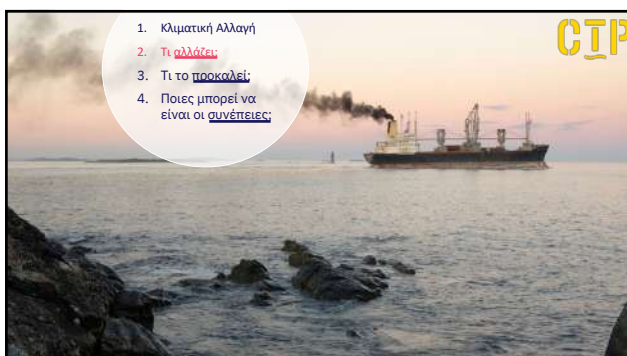 1. Κλιματική Αλλαγή
2. Τι αλλάζει;
3. Τι το προκαλεί;
4. Ποιες μπορεί να
είναι οι συνέπειες;
CTP